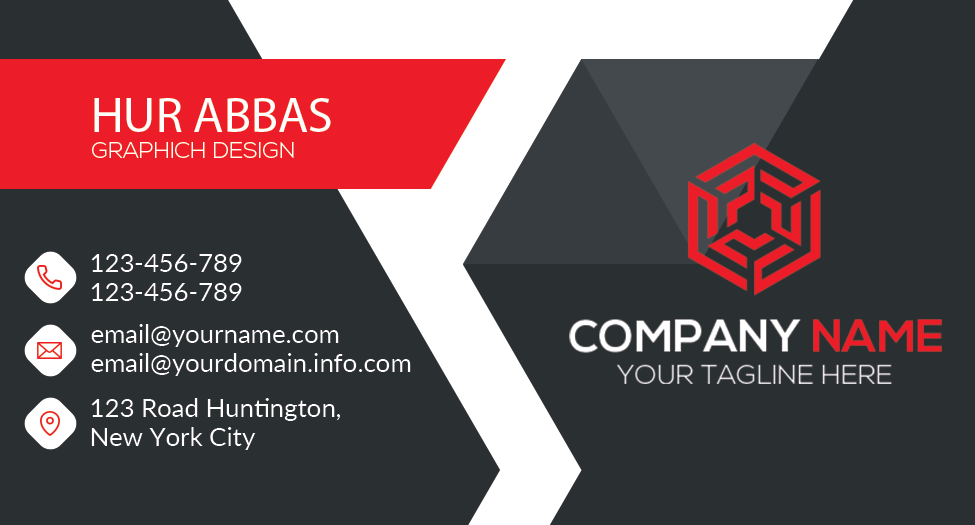 HUR ABBAS
GRAPHICH DESIGN
123-456-789
123-456-789
email@yourname.com
email@yourdomain.info.com
123 Road Huntington,
New York City
COMPANY NAME
YOUR TAGLINE HERE